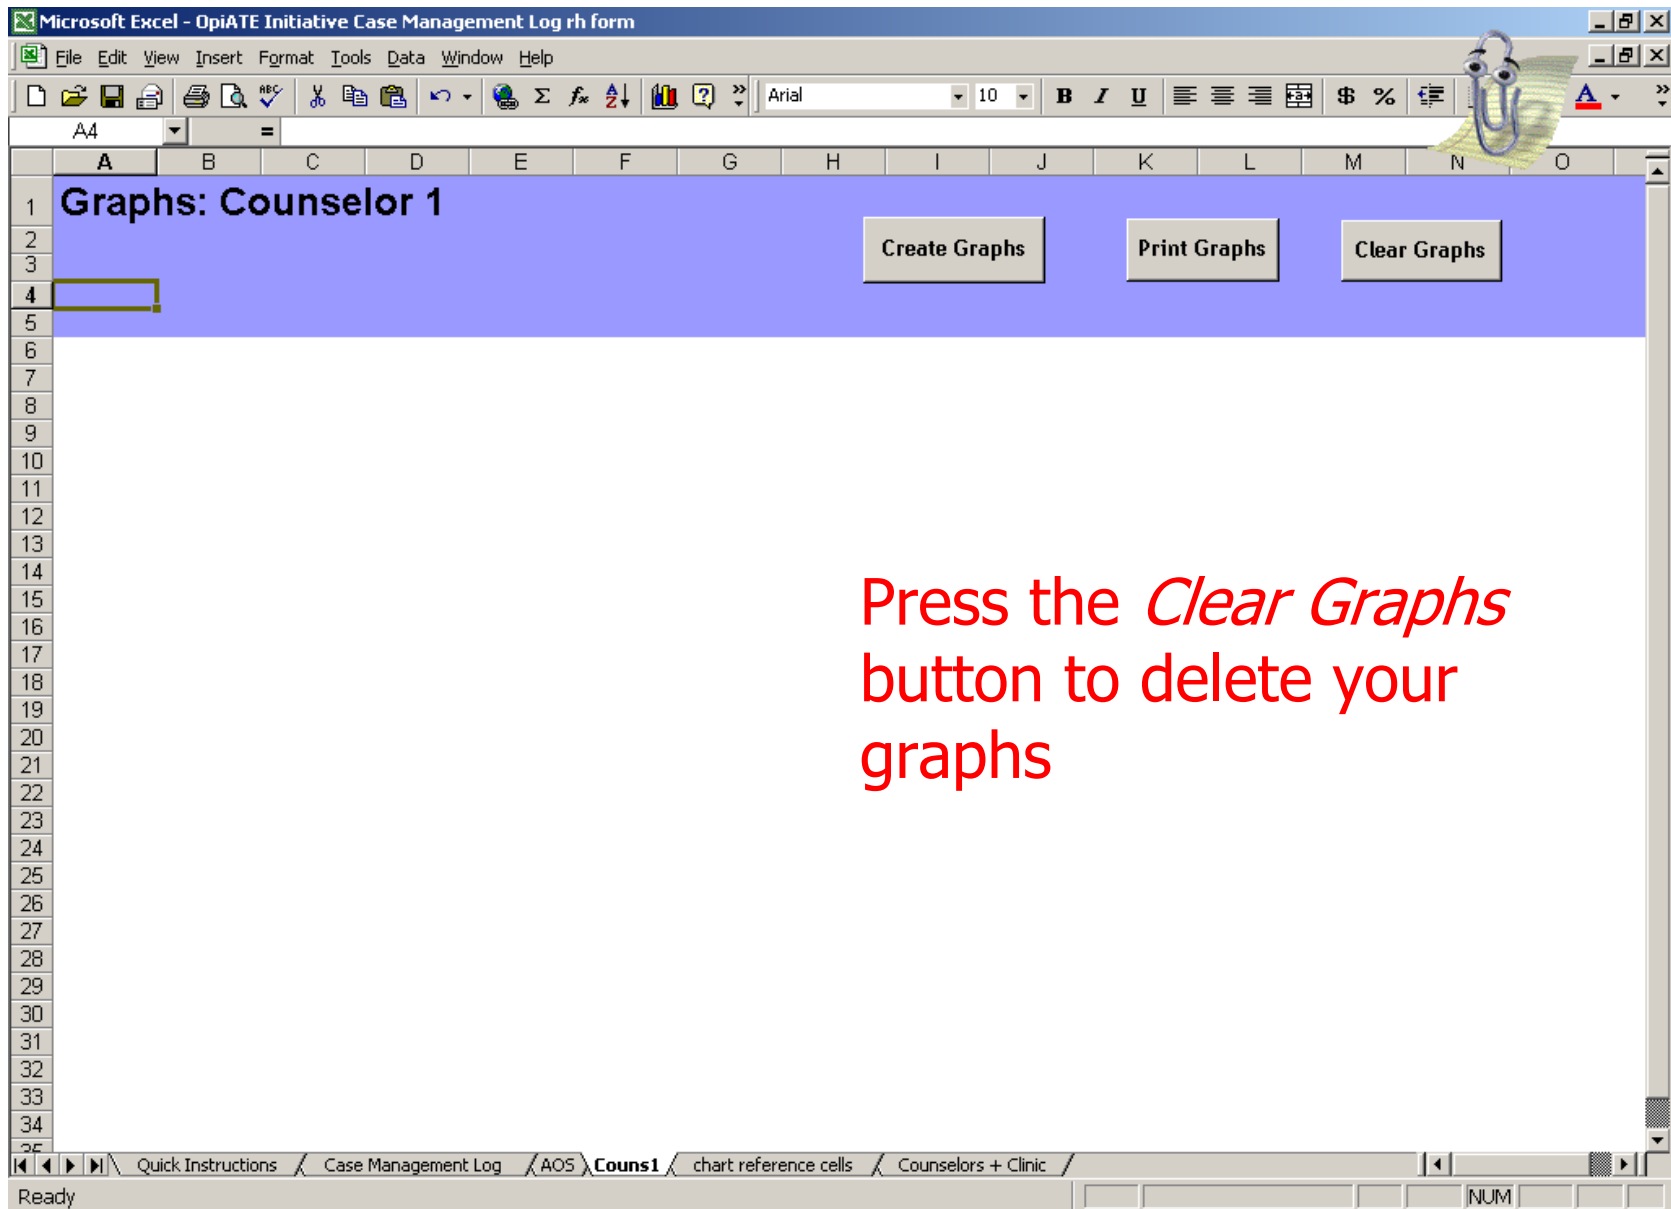 Microsoft Excel - OpiATE Initiative Case Management Log rh form
File Edit View Insert Format Tools Data Window Help
Arial 10 B I U $ % A
A4 =
A B C D E F G H I J K L M N O
1 Graphs: Counselor 1
2 Create Graphs Print Graphs Clear Graphs
3
4
5
6
7
8
9
10
11
12
13
14
15 Press the Clear Graphs
16
17
18 button to delete your
19
20
21 graphs
22
23
24
25
26
27
28
29
30
31
32
33
34
35
Quick Instructions Case Management Log AOS Couns1 chart reference cells Counselors + Clinic
Ready NUM